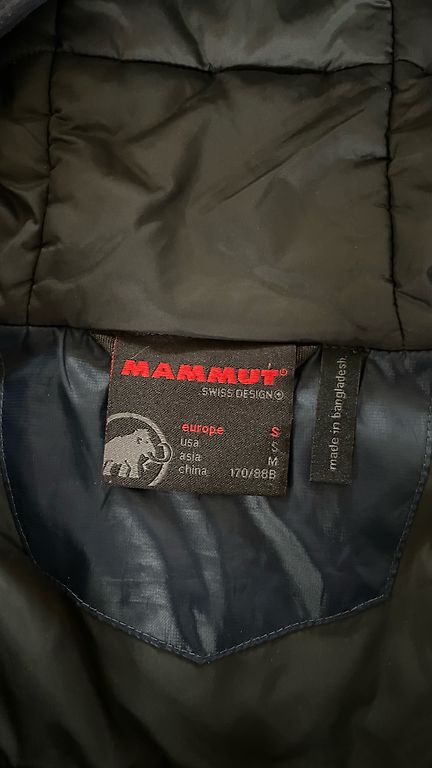 MAMMUT®
SWISS DESIGN
europe S
usa S
asia M
china 170/88B
made in bangladesh.